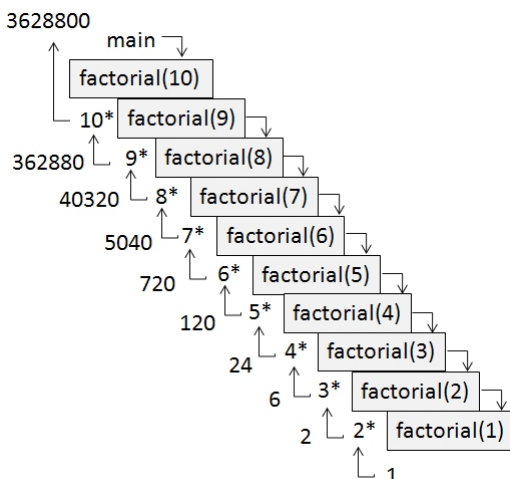 3628800
main
factorial(10)
10* factorial(9)
362880 9* factorial(8)
40320 8* factorial(7)
5040 7* factorial(6)
720 6* factorial(5)
120 5* factorial(4)
24 4* factorial(3)
6 3* factorial(2)
2 2* factorial(1)
1